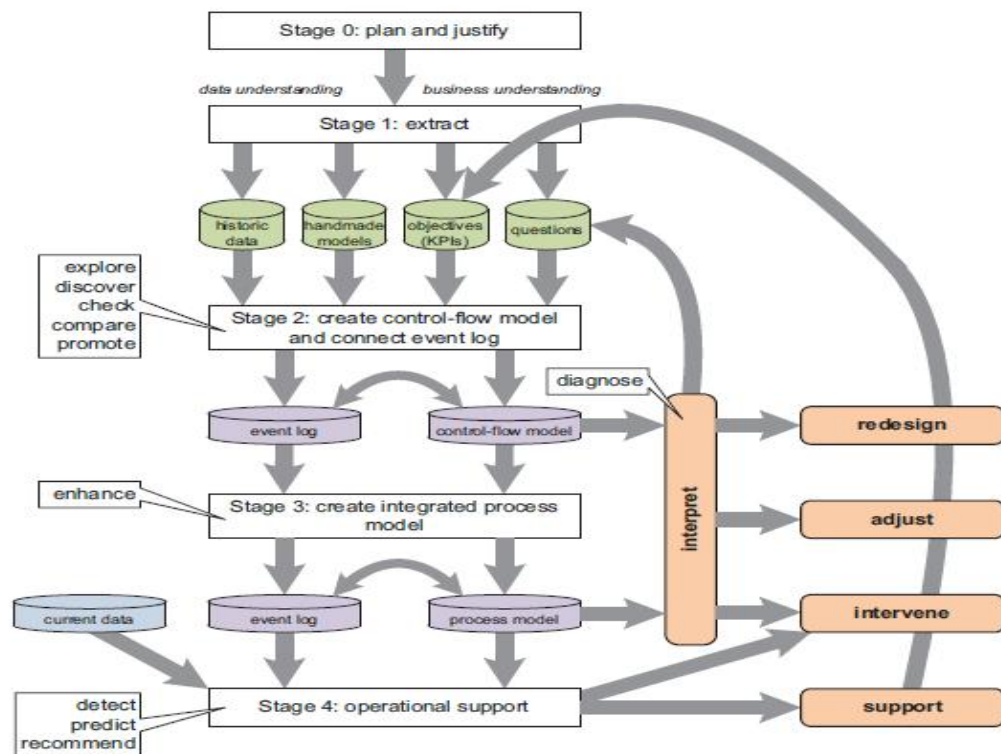 Stage 0: plan and justify
data understanding
business understanding
Stage 1: extract
historic
data
handmade
models
objectives
(KPIs)
questions
explore
discover
check
compare
promote
Stage 2: create control-flow model
and connect event log
diagnose
event log
control-flow model
redesign
enhance
Stage 3: create integrated process
model
interpret
adjust
current data
event log
process model
intervene
detect
predict
recommend
Stage 4: operational support
support